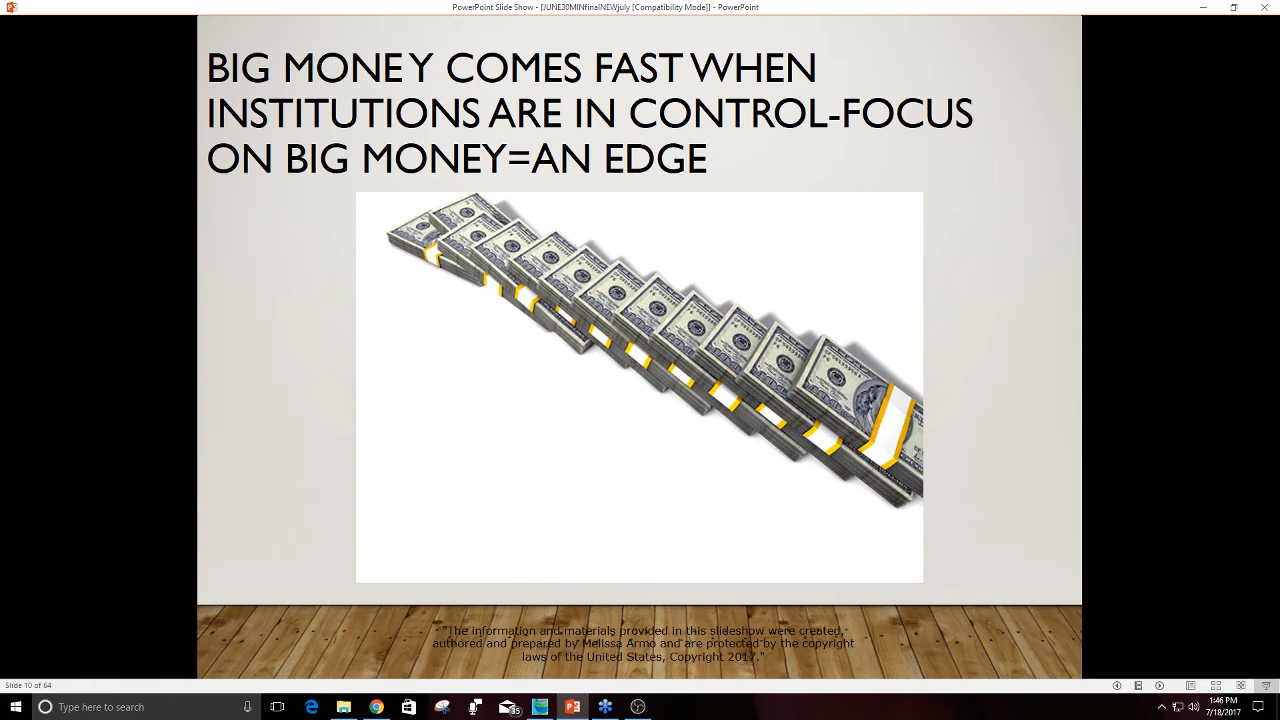 PowerPoint Slide Show - [JUNE30MINfinalNEWjuly [Compatibility Mode]] - PowerPoint
BIG MONEY COMES FAST WHEN
INSTITUTIONS ARE IN CONTROL-FOCUS
ON BIG MONEY=AN EDGE
"The information and materials provided in this slideshow were created,
authored and prepared by Melissa Armo and are protected by the copyright
laws of the United States, Copyright 2017."
Slide 10 of 64
Type here to search
35
1:46 PM
7/18/2017